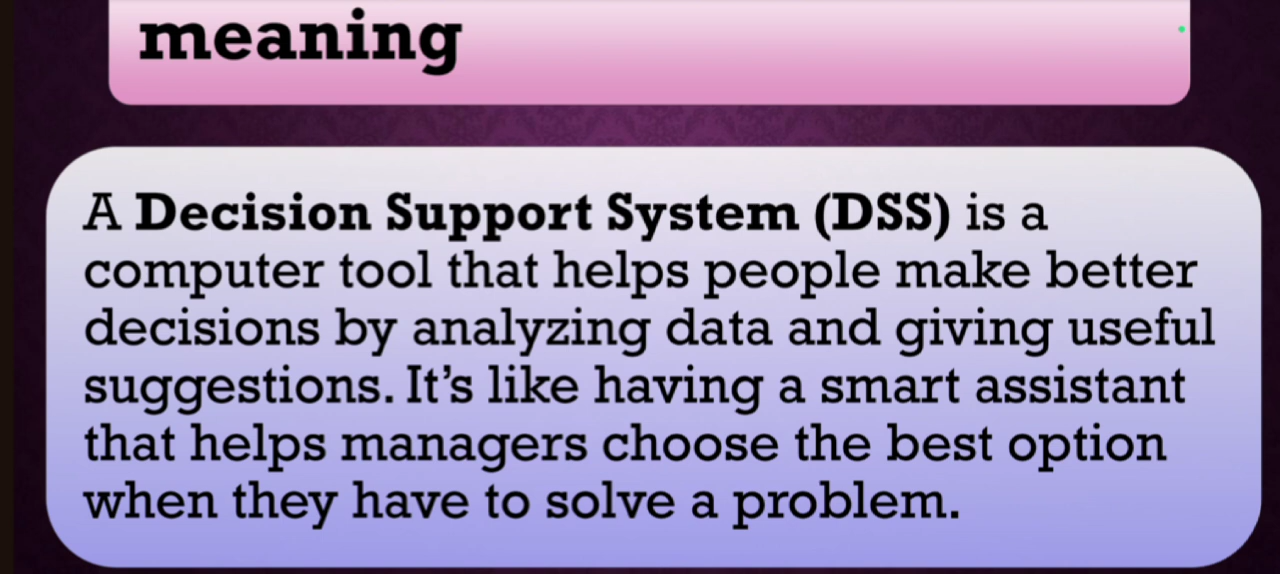 meaning
A Decision Support System (DSS) is a
computer tool that helps people make better
decisions by analyzing data and giving useful
suggestions. It’s like having a smart assistant
that helps managers choose the best option
when they have to solve a problem.